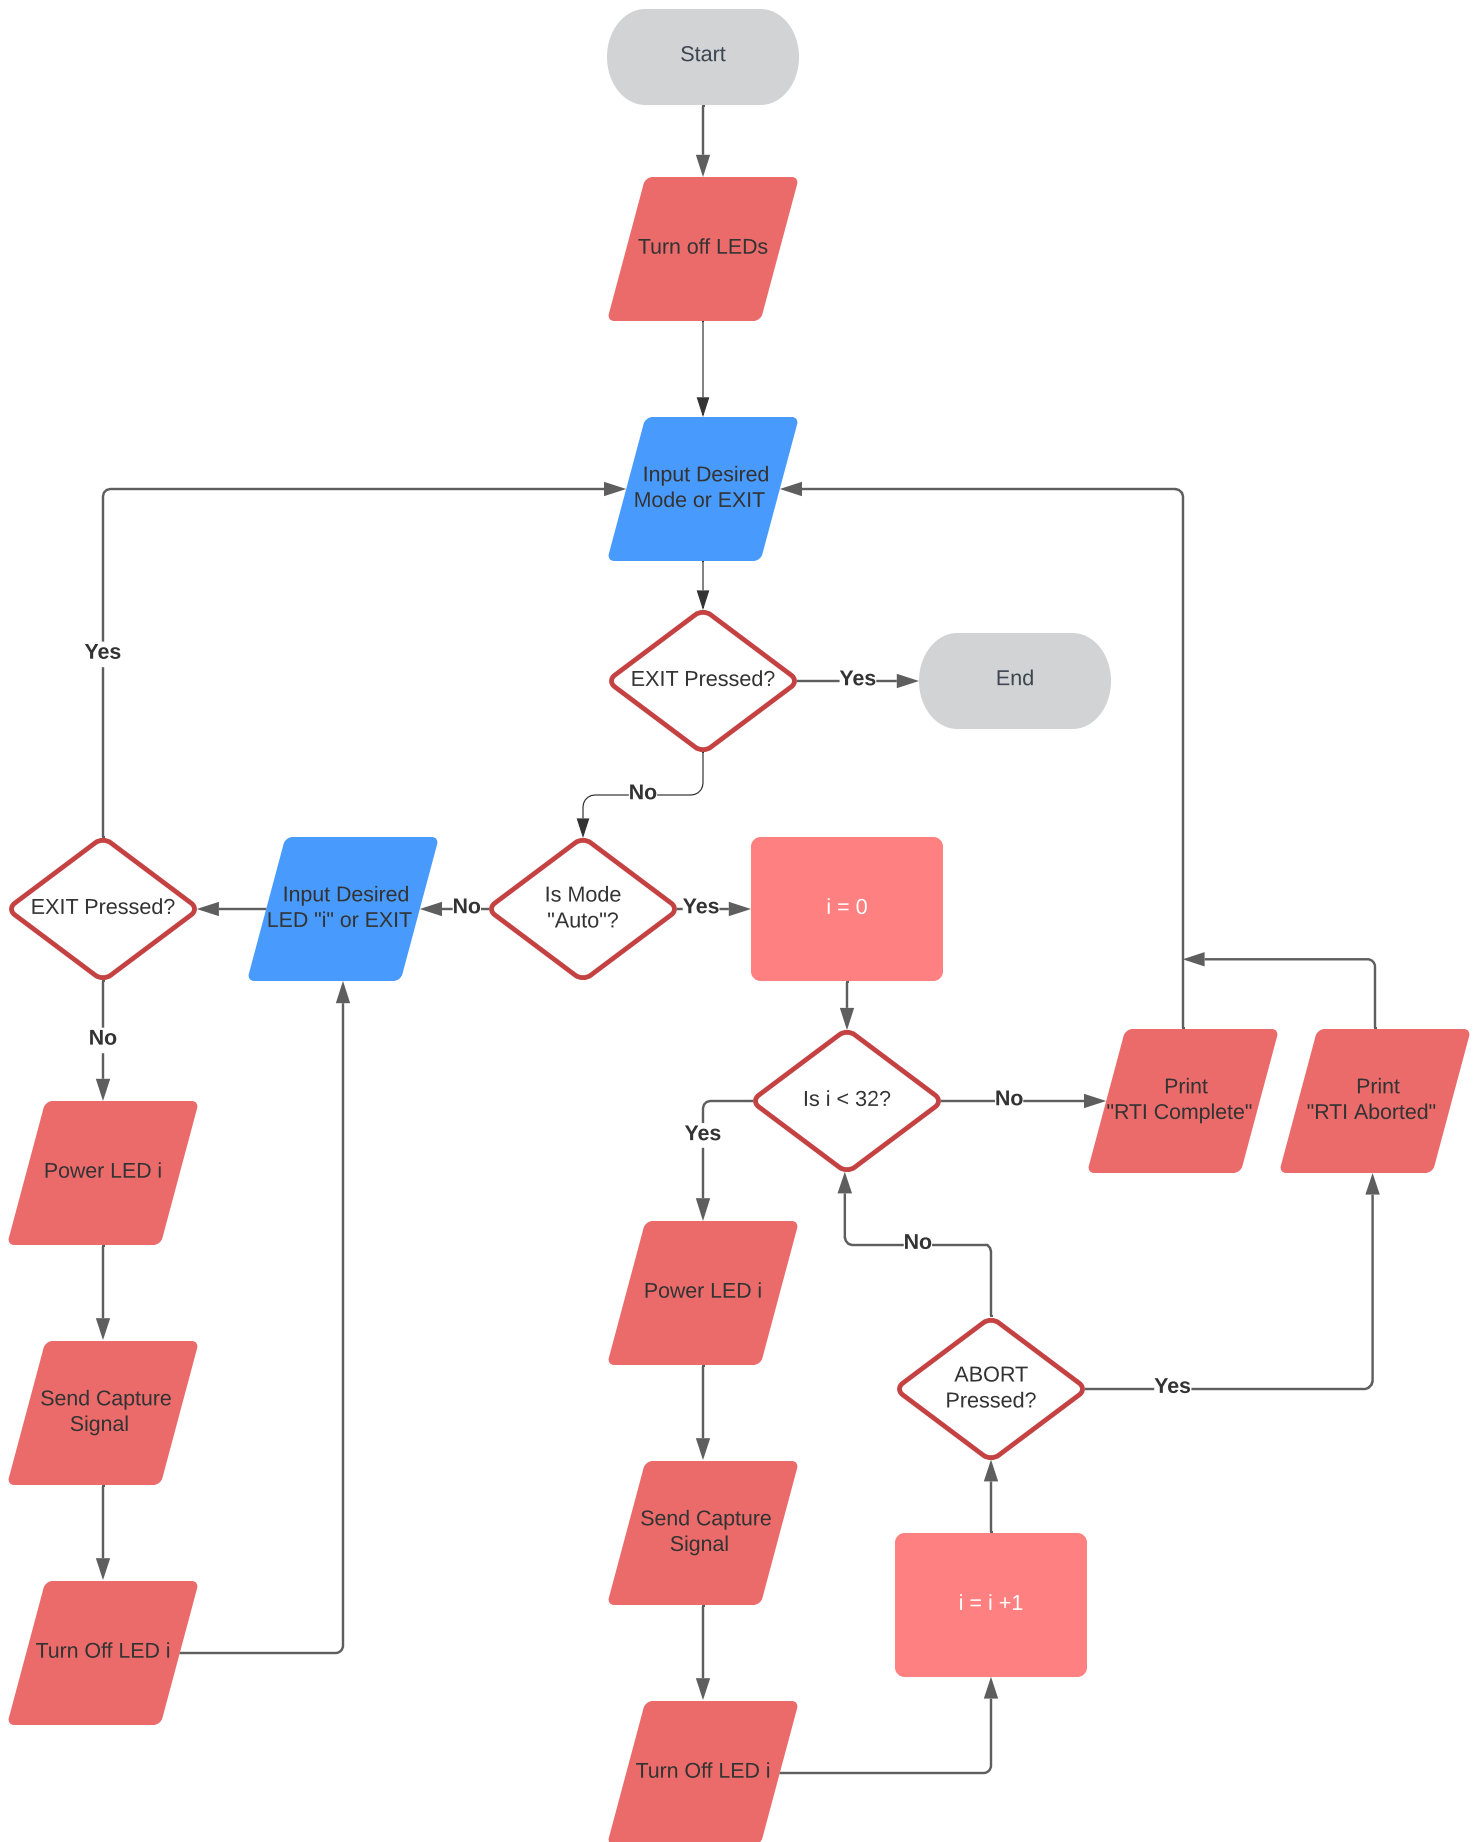 Start
Turn off LEDs
Input Desired
Mode or EXIT
Yes
EXIT Pressed?
Yes
End
No
EXIT Pressed?
Input Desired
LED "i" or EXIT
No
Is Mode
"Auto"?
Yes
i = 0
No
Is i < 32?
No
Print
"RTI Complete"
Print
"RTI Aborted"
Yes
Power LED i
No
Power LED i
Send Capture
Signal
ABORT
Pressed?
Yes
Send Capture
Signal
i = i +1
Turn Off LED i
Turn Off LED i